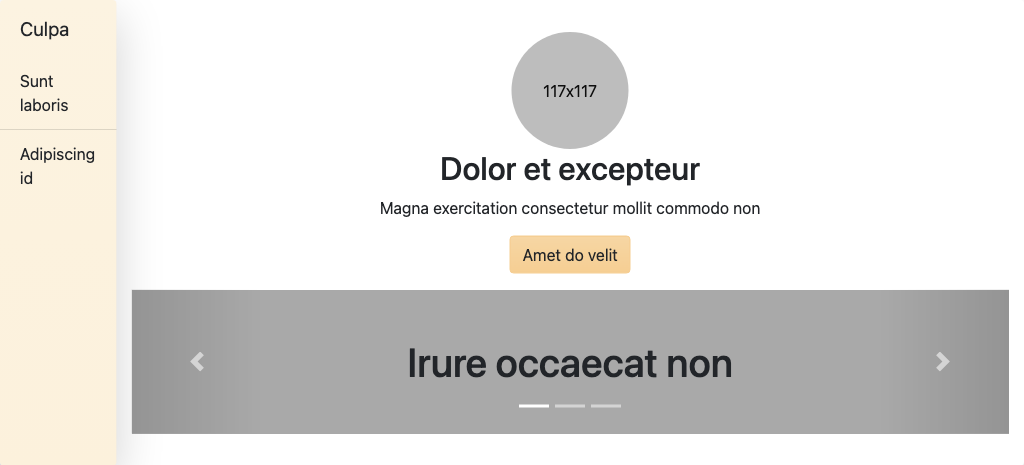 Culpa
Sunt
laboris
Adipiscing
id
117x117
Dolor et excepteur
Magna exercitation consectetur mollit commodo non
Amet do velit
Irure occaecat non